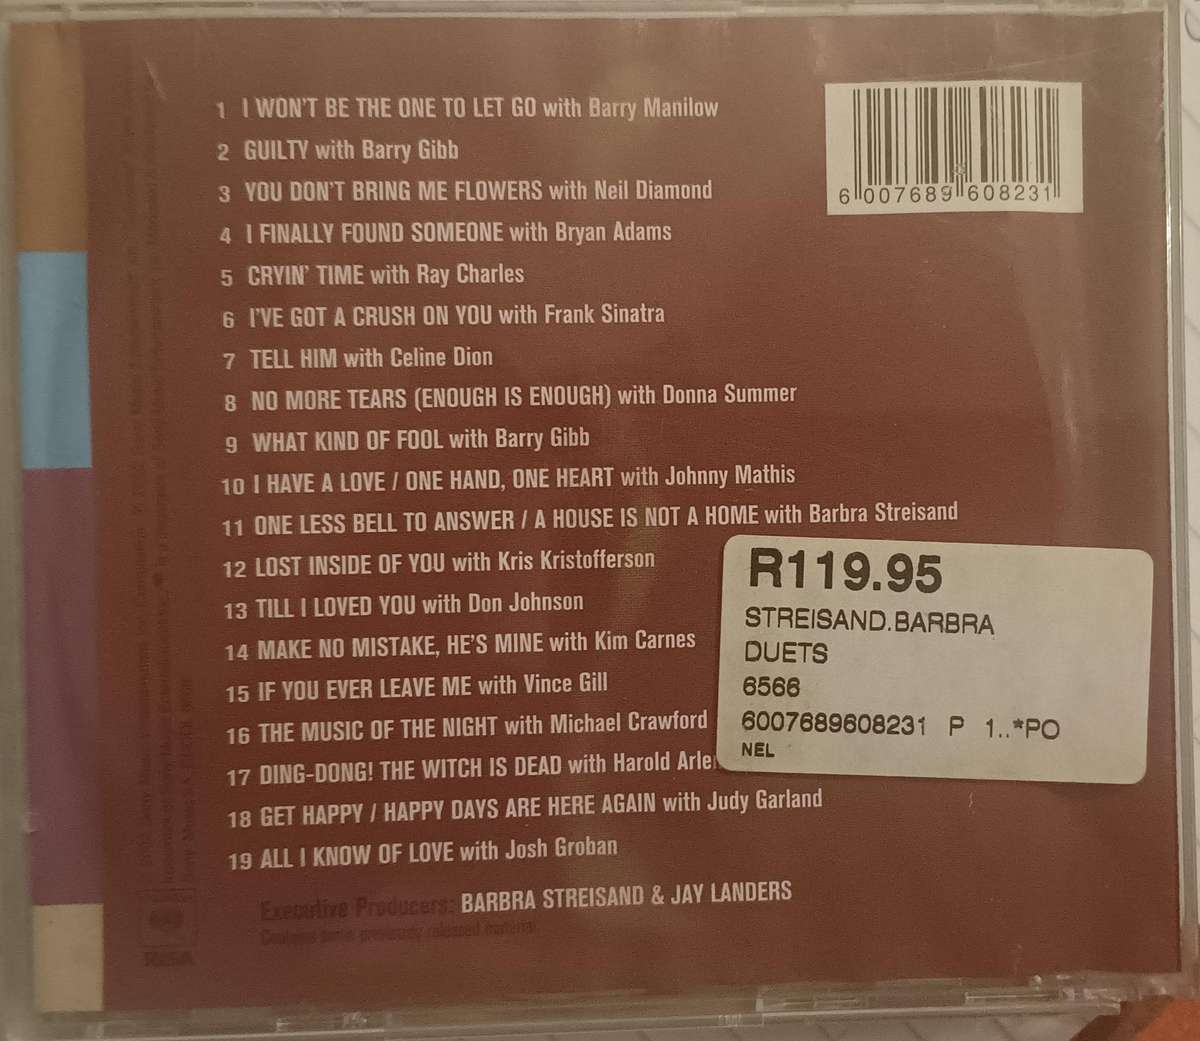 1 I WON'T BE THE ONE TO LET GO with Barry Manilow
2 GUILTY with Barry Gibb
3 YOU DON'T BRING ME FLOWERS with Neil Diamond
4 I FINALLY FOUND SOMEONE with Bryan Adams
5 CRYIN' TIME with Ray Charles
6 I'VE GOT A CRUSH ON YOU with Frank Sinatra
7 TELL HIM with Celine Dion
8 NO MORE TEARS (ENOUGH IS ENOUGH) with Donna Summer
9 WHAT KIND OF FOOL with Barry Gibb
10 I HAVE A LOVE / ONE HAND, ONE HEART with Johnny Mathis
11 ONE LESS BELL TO ANSWER / A HOUSE IS NOT A HOME with Barbra Streisand
12 LOST INSIDE OF YOU with Kris Kristofferson
13 TILL I LOVED YOU with Don Johnson
14 MAKE NO MISTAKE, HE'S MINE with Kim Carnes
15 IF YOU EVER LEAVE ME with Vince Gill
16 THE MUSIC OF THE NIGHT with Michael Crawford
17 DING-DONG! THE WITCH IS DEAD with Harold Arle
18 GET HAPPY / HAPPY DAYS ARE HERE AGAIN with Judy Garland
19 ALL I KNOW OF LOVE with Josh Groban
Executive Producers: BARBRA STREISAND & JAY LANDERS
Contains some previously released material
6 007689 608231
R119.95
STREISAND.BARBRA
DUETS
6566
6007689608231 P 1..*PO
NEL